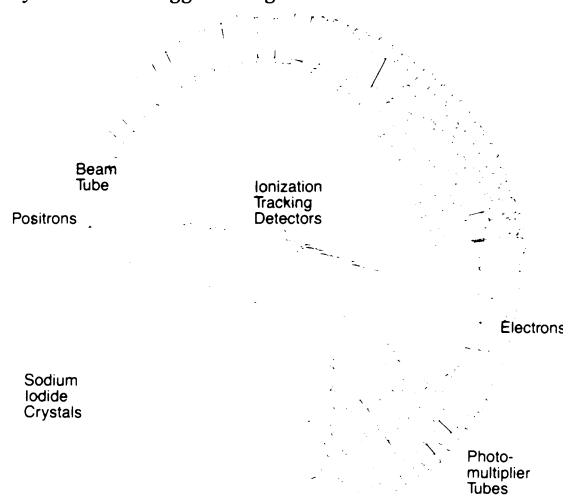 Beam
Tube
Ionization
Tracking
Detectors
Positrons
Electrons
Sodium
Iodide
Crystals
Photo-
multiplier
Tubes